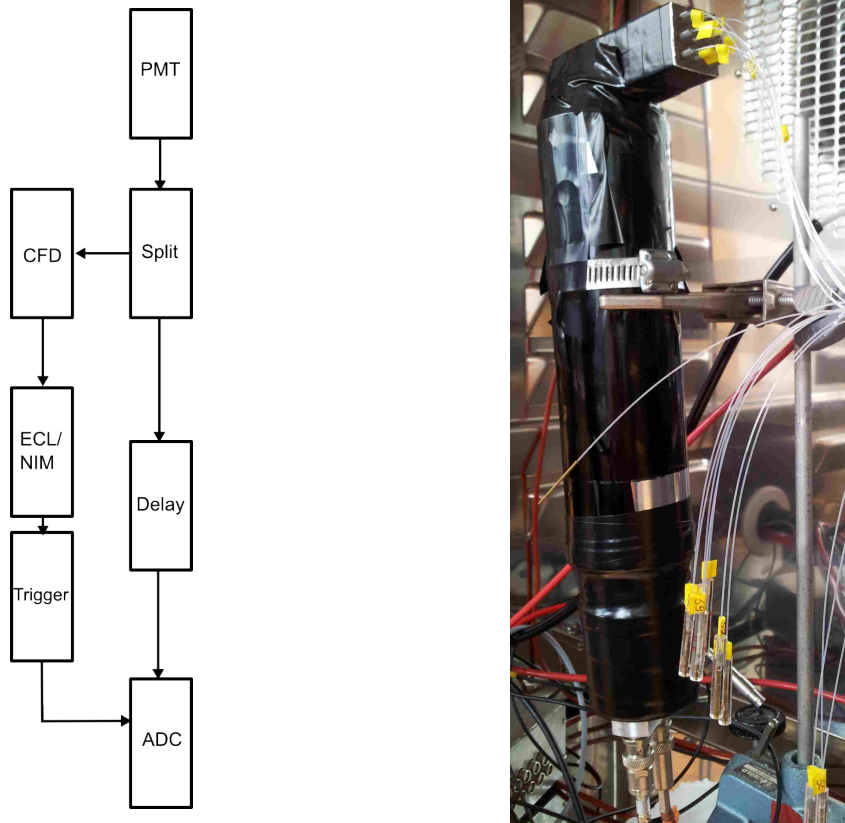 PMT
Split
CFD
ECL/
NIM
Delay
Trigger
ADC